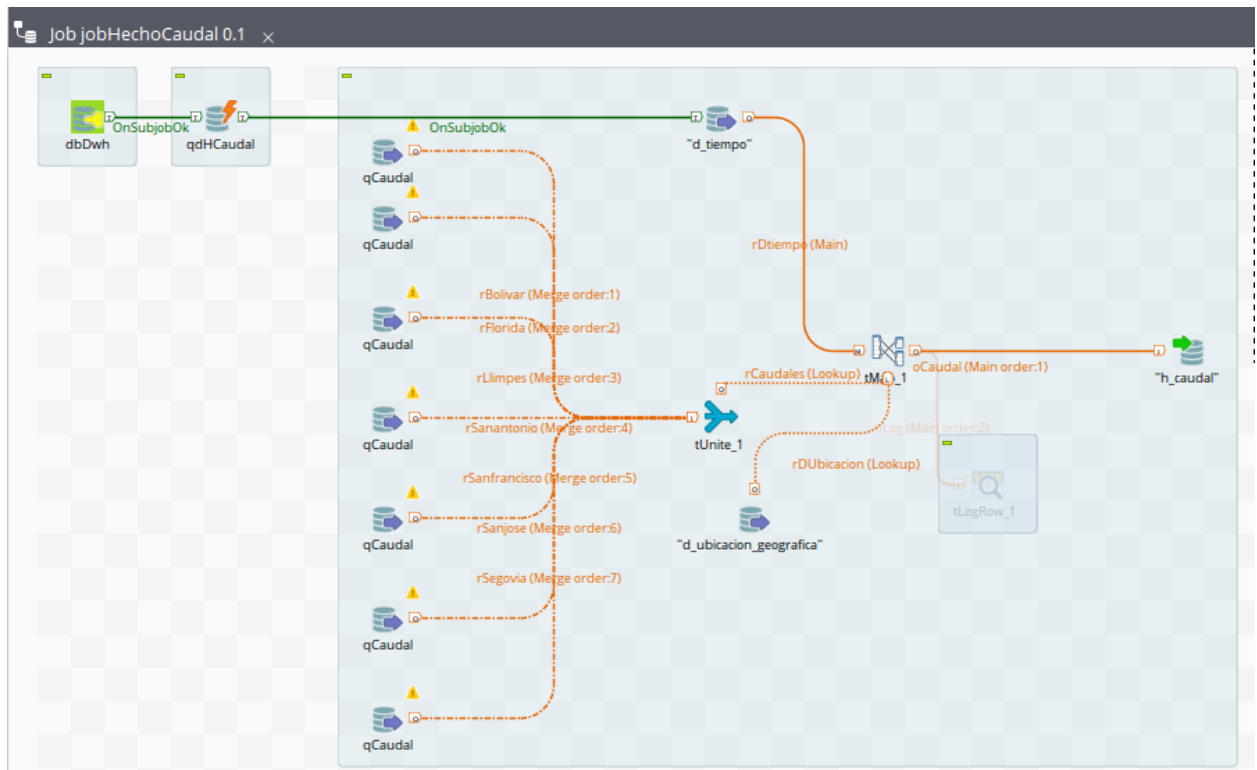 Job jobHechoCaudal 0.1
OnSubjobOk
OnSubjobOk
dbDwh
qdHCaudal
"d_tiempo"
qCaudal
qCaudal
rDtiempo (Main)
rBolivar (Merge order:1)
rFlorida (Merge order:2)
qCaudal
rCaudales (Lookup)
tMap_1
oCaudal (Main order:1)
"h_caudal"
rLlimpes (Merge order:3)
rSanantonio (Merge order:4)
qCaudal
tUnite_1
Log (Main order:2)
rDUbicacion (Lookup)
rSanfrancisco (Merge order:5)
tLogRow_1
rSanjose (Merge order:6)
qCaudal
"d_ubicacion_geografica"
rSegovia (Merge order:7)
qCaudal
qCaudal